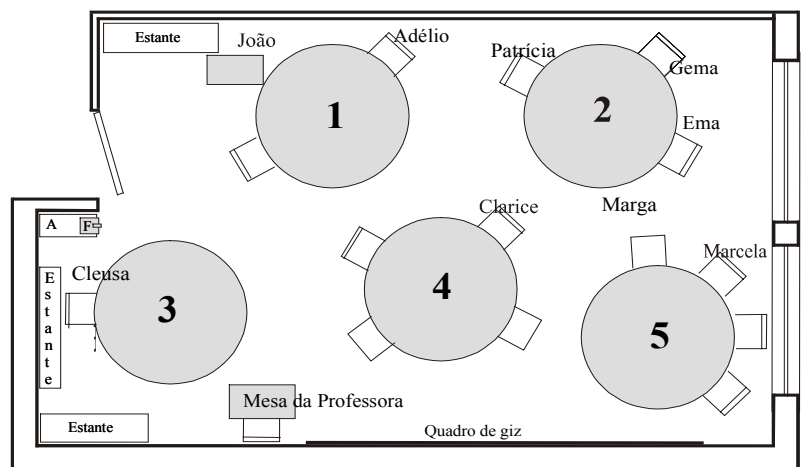 Estante
João
Adélio
Patrícia
Gema
1
2
Ema
Clarice
Marga
A
F
Marcela
Cleusa
Estante
3
4
5
Mesa da Professora
Estante
Quadro de giz